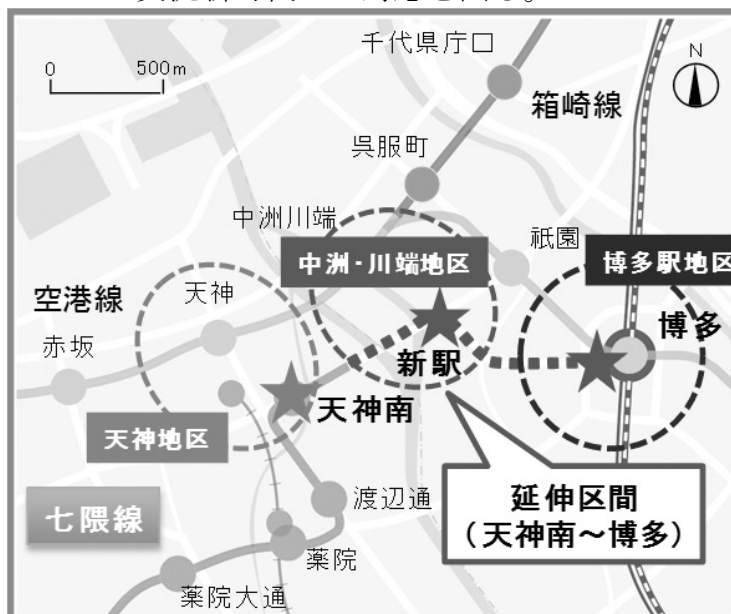 千代県庁口
N
0 500m
箱崎線
呉服町
中洲川端
祇園
中洲・川端地区
博多駅地区
空港線
天神
赤坂
博多
新駅
天神南
天神地区
延伸区間
(天神南～博多)
渡辺通
七隈線
薬院
薬院大通